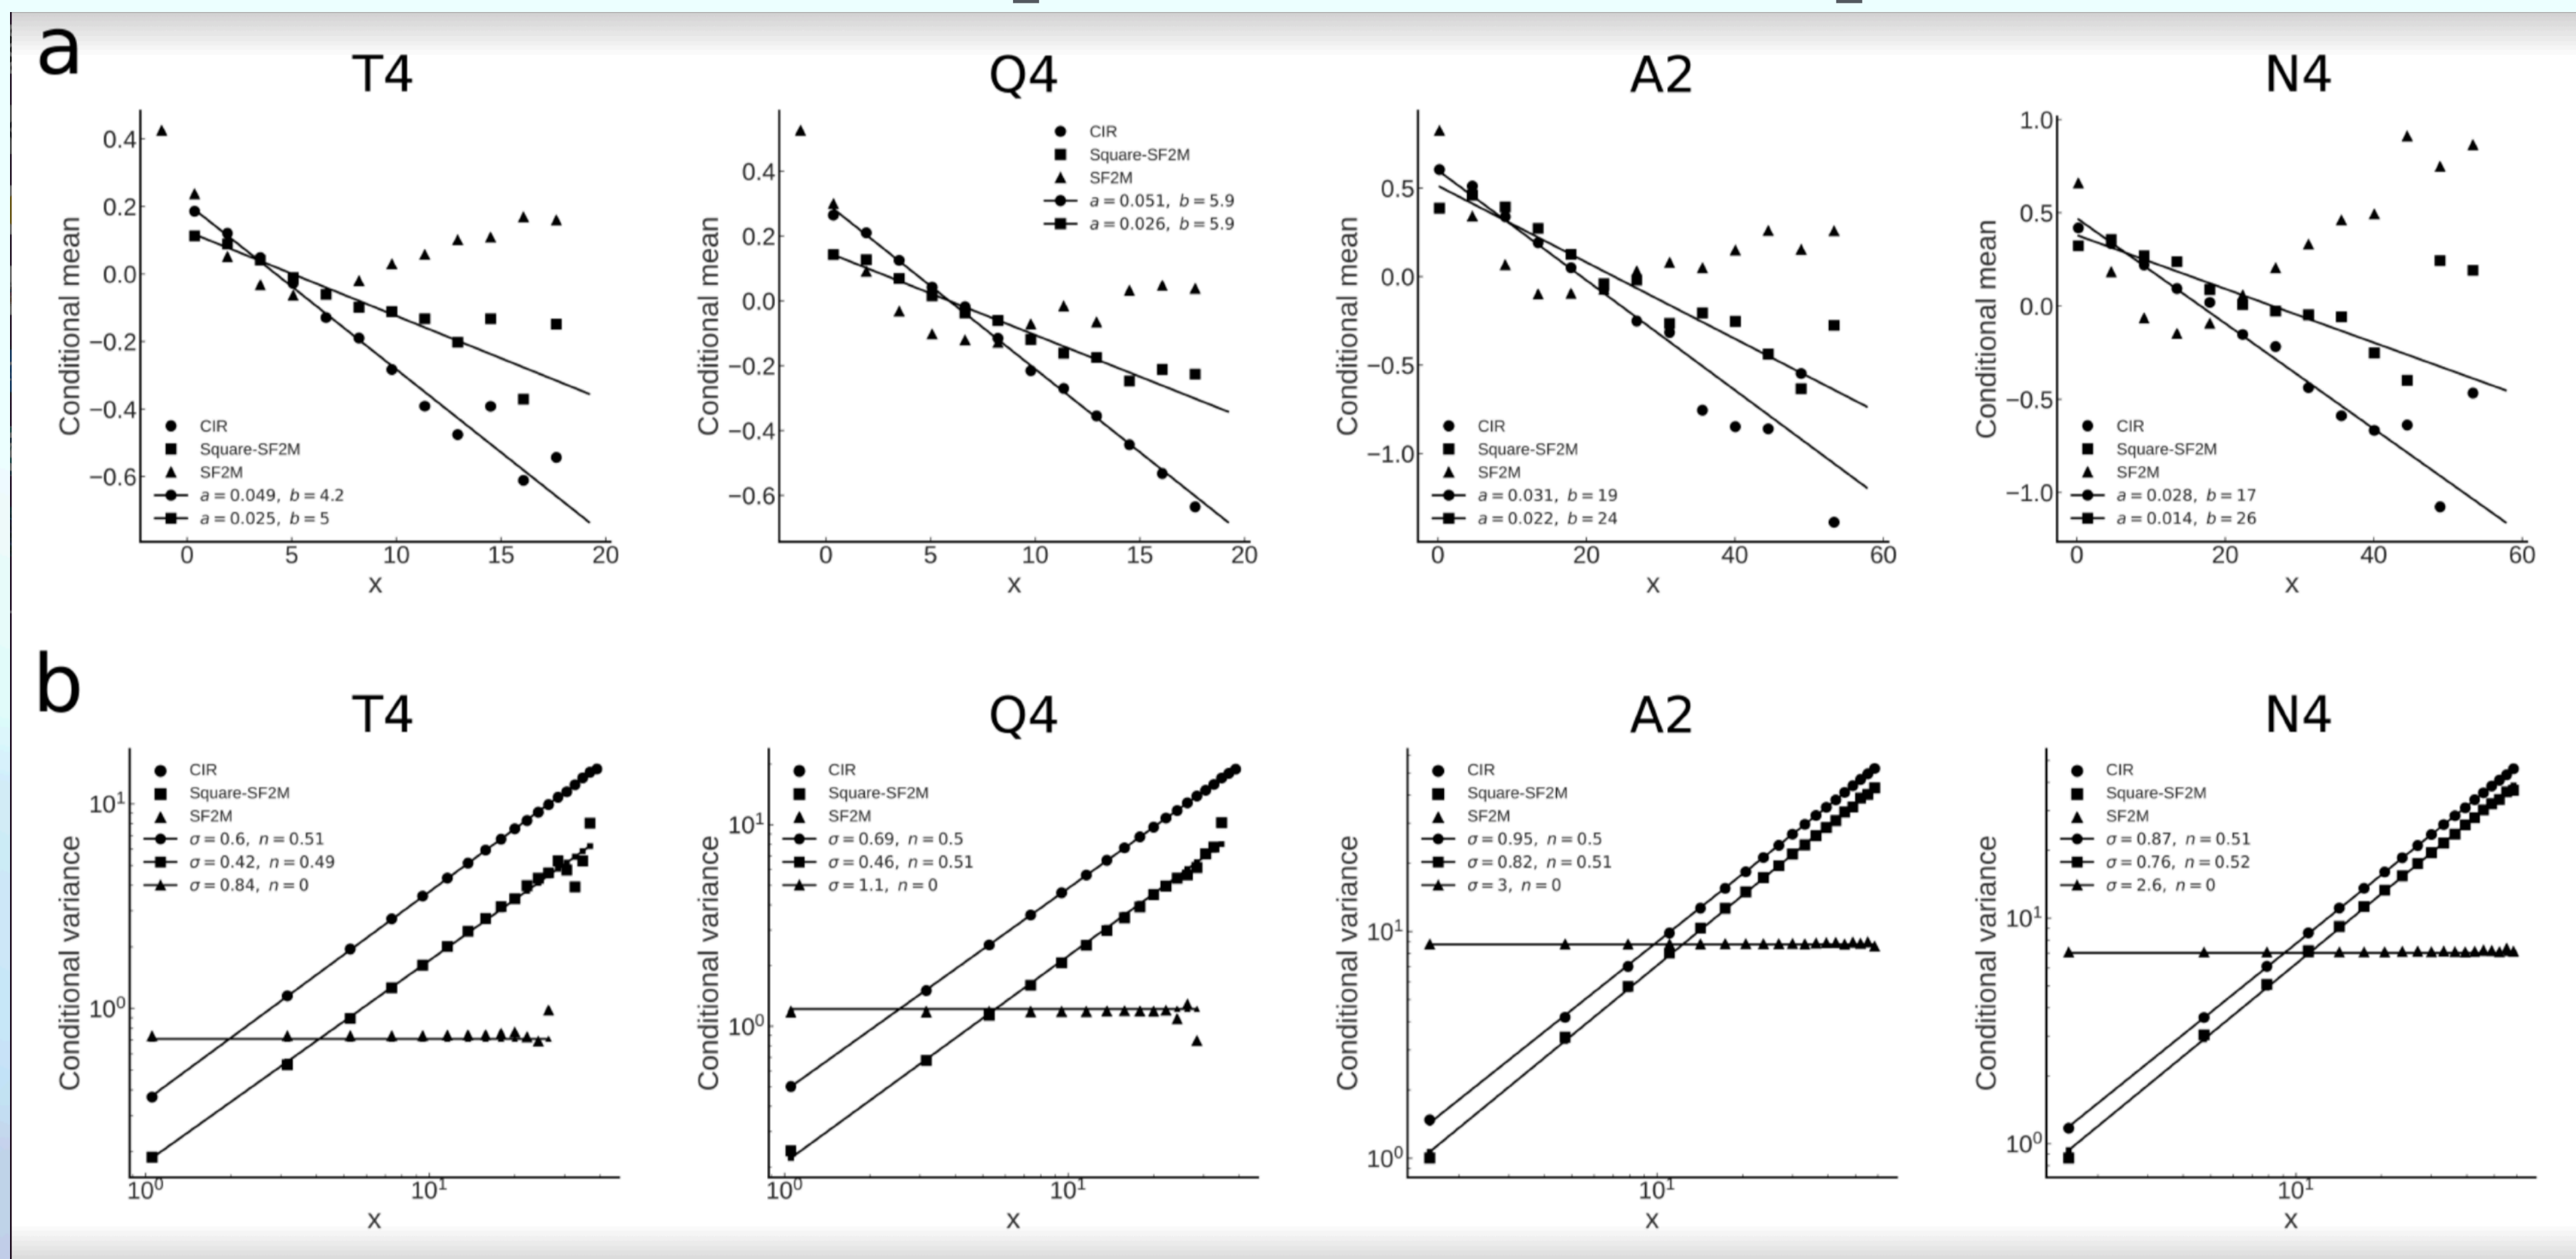 a
T4
Conditional mean
0.4
0.2
0.0
−0.2
−0.4
−0.6
CIR
Square-SF2M
SF2M
a = 0.049, b = 4.2
a = 0.025, b = 5
0 5 10 15 20
x
Q4
Conditional mean
0.4
0.2
0.0
−0.2
−0.4
−0.6
CIR
Square-SF2M
SF2M
a = 0.051, b = 5.9
a = 0.026, b = 5.9
0 5 10 15 20
x
A2
Conditional mean
0.5
0.0
−0.5
−1.0
CIR
Square-SF2M
SF2M
a = 0.031, b = 19
a = 0.022, b = 24
0 20 40 60
x
N4
Conditional mean
1.0
0.5
0.0
−0.5
−1.0
CIR
Square-SF2M
SF2M
a = 0.028, b = 17
a = 0.014, b = 26
0 20 40 60
x
b
T4
Conditional variance
10¹
10⁰
CIR
Square-SF2M
SF2M
σ = 0.6, n = 0.51
σ = 0.42, n = 0.49
σ = 0.84, n = 0
10⁰ 10¹
x
Q4
Conditional variance
10¹
10⁰
CIR
Square-SF2M
SF2M
σ = 0.69, n = 0.5
σ = 0.46, n = 0.51
σ = 1.1, n = 0
10⁰ 10¹
x
A2
Conditional variance
10¹
10⁰
CIR
Square-SF2M
SF2M
σ = 0.95, n = 0.5
σ = 0.82, n = 0.51
σ = 3, n = 0
10¹
x
N4
Conditional variance
10¹
10⁰
CIR
Square-SF2M
SF2M
σ = 0.87, n = 0.51
σ = 0.76, n = 0.52
σ = 2.6, n = 0
10¹
x